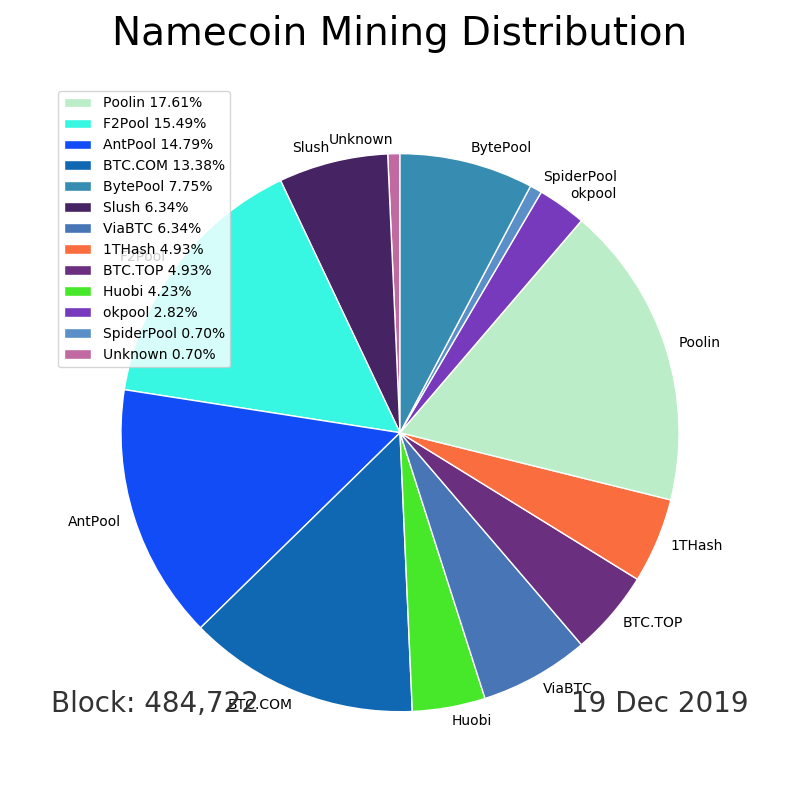 Namecoin Mining Distribution
Poolin 17.61%
F2Pool 15.49%
AntPool 14.79%
BTC.COM 13.38%
BytePool 7.75%
Slush 6.34%
ViaBTC 6.34%
1THash 4.93%
BTC.TOP 4.93%
Huobi 4.23%
okpool 2.82%
SpiderPool 0.70%
Unknown 0.70%
Slush
Unknown
BytePool
SpiderPool
okpool
F2Pool
Poolin
AntPool
1THash
BTC.TOP
ViaBTC
BTC.COM
Huobi
Block: 484,722
19 Dec 2019